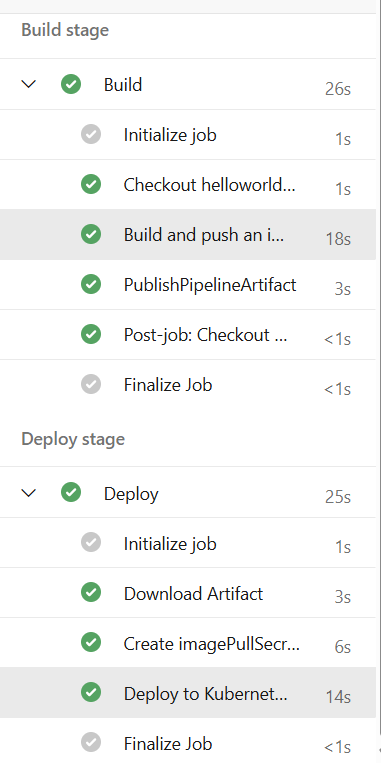 Build stage
Build 26s
Initialize job 1s
Checkout helloworld... 1s
Build and push an i... 18s
PublishPipelineArtifact 3s
Post-job: Checkout ... <1s
Finalize Job <1s
Deploy stage
Deploy 25s
Initialize job 1s
Download Artifact 3s
Create imagePullSecr... 6s
Deploy to Kubernet... 14s
Finalize Job <1s